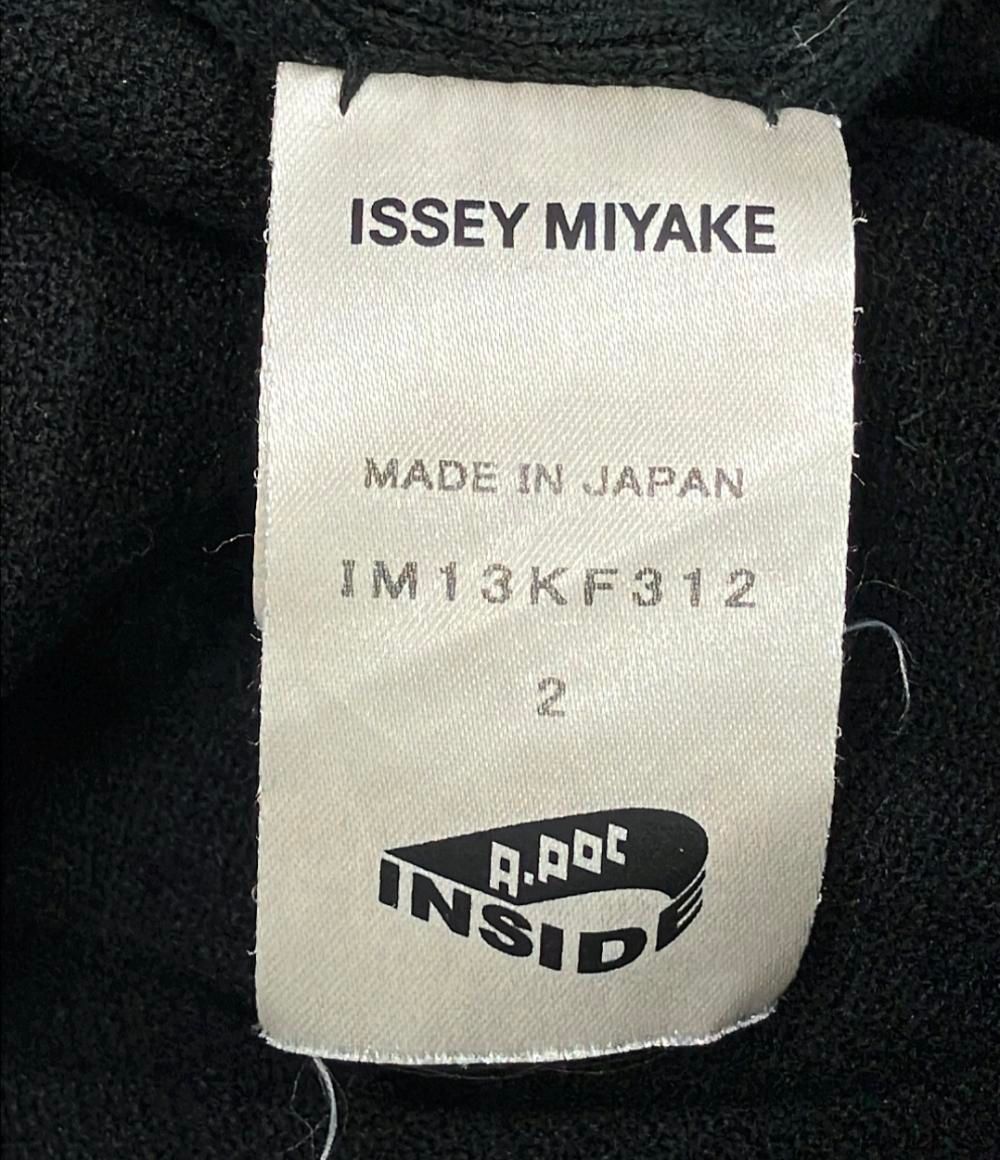 ISSEY MIYAKE
MADE IN JAPAN
IM13KF312
2
A.POC
INSIDE